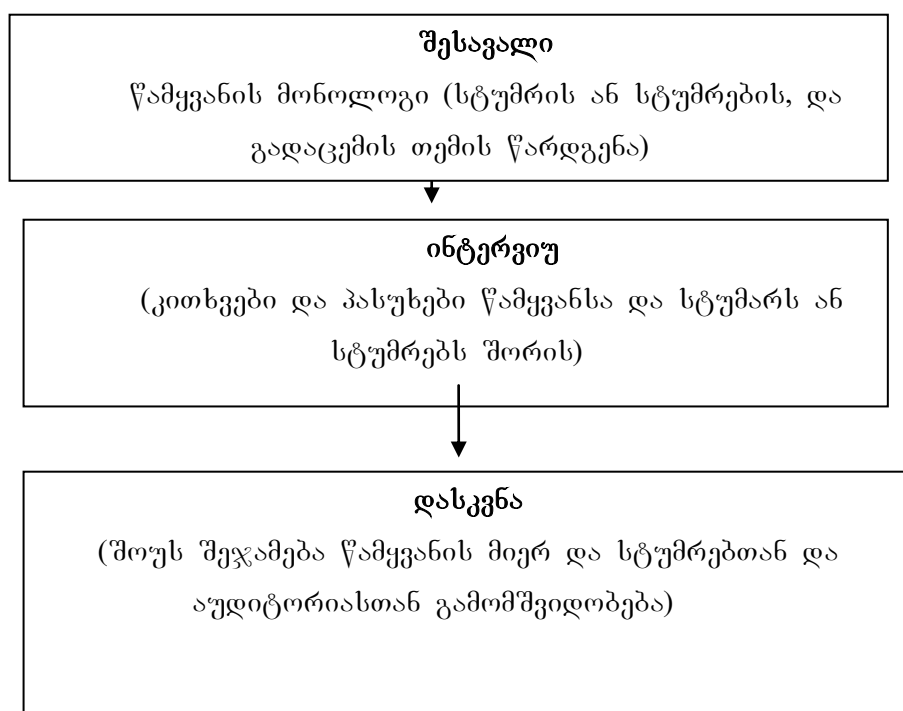 შესავალი
წამყვანის მონოლოგი (სტუმრის ან სტუმრების, და
გადაცემის თემის წარდგენა)
ინტერვიუ
(კითხვები და პასუხები წამყვანსა და სტუმარს ან
სტუმრებს შორის)
დასკვნა
(შოუს შეჯამება წამყვანის მიერ და სტუმრებთან და
აუდიტორიასთან გამომშვიდობება)